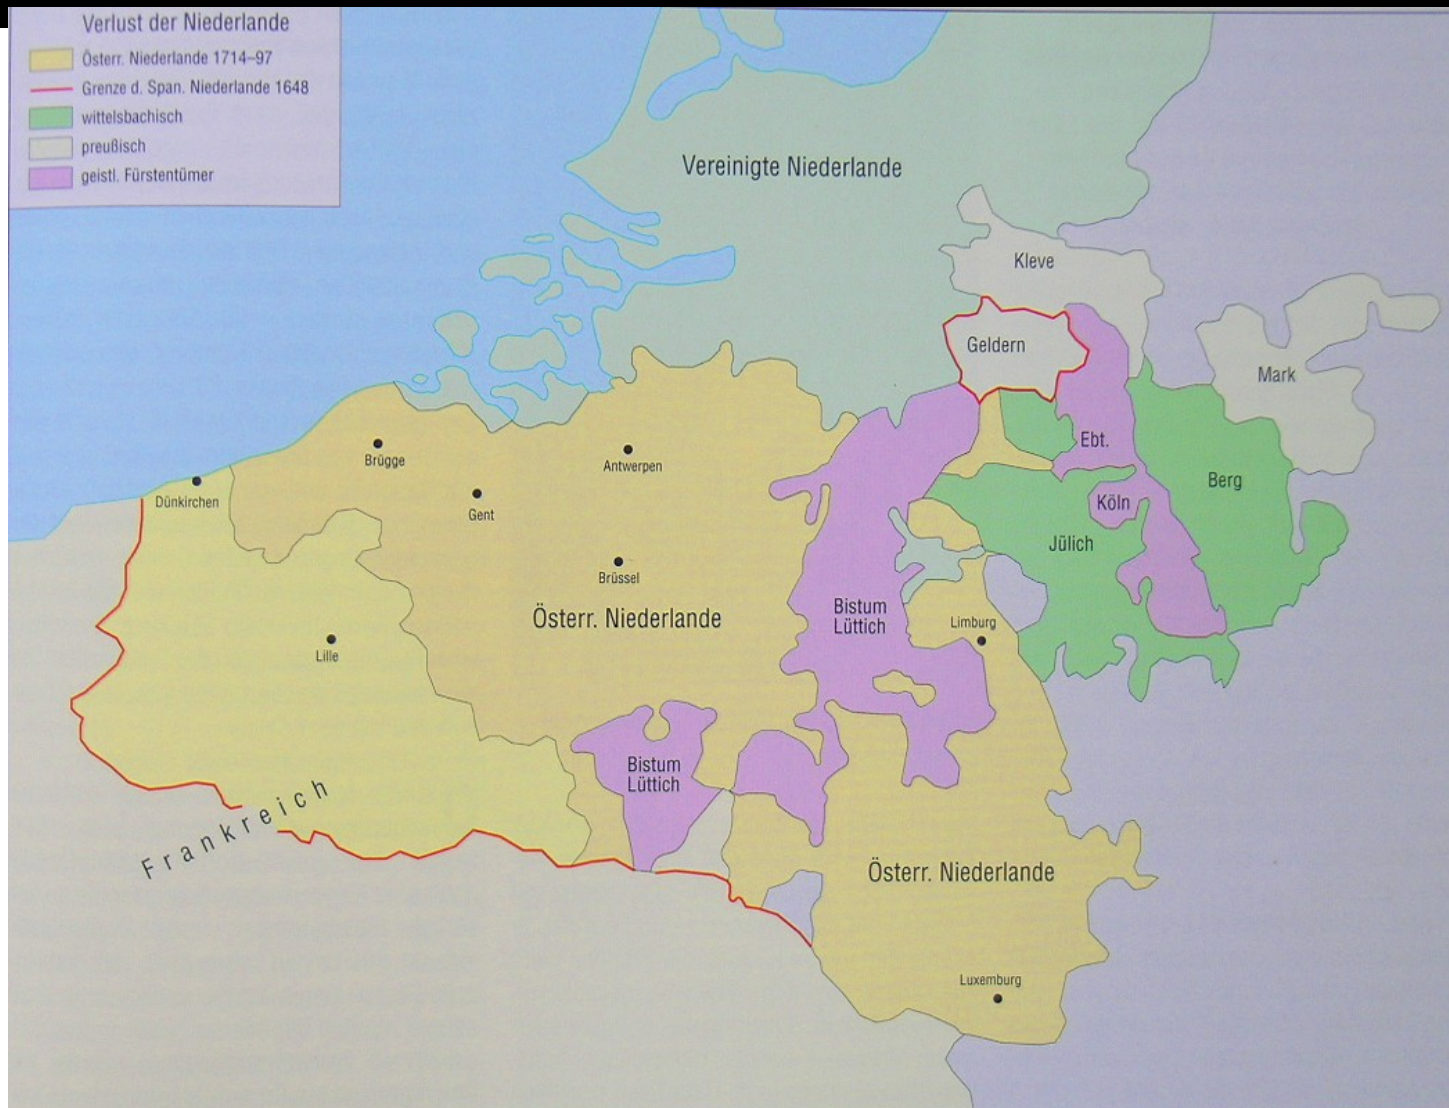 Verlust der Niederlande
Österr. Niederlande 1714–97
Grenze d. Span. Niederlande 1648
wittelsbachisch
preußisch
geistl. Fürstentümer
Vereinigte Niederlande
Kleve
Geldern
Mark
Ebt.
Köln
Berg
Jülich
Brügge
Antwerpen
Dünkirchen
Gent
Brüssel
Österr. Niederlande
Bistum
Lüttich
Limburg
Lille
Bistum
Lüttich
Frankreich
Österr. Niederlande
Luxemburg